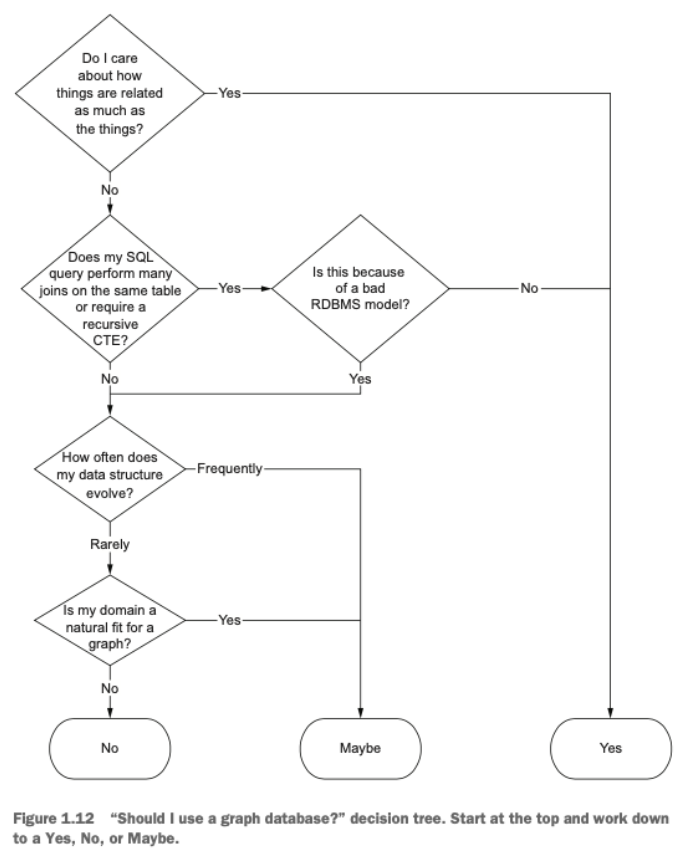 Do I care
about how
things are related
as much as
the things?
Yes
No
Does my SQL
query perform many
joins on the same table
or require a
recursive
CTE?
Yes
Is this because
of a bad
RDBMS model?
No
No
Yes
How often does
my data structure
evolve?
Frequently
Rarely
Is my domain a
natural fit for a
graph?
Yes
No
No
Maybe
Yes
Figure 1.12 “Should I use a graph database?” decision tree. Start at the top and work down
to a Yes, No, or Maybe.